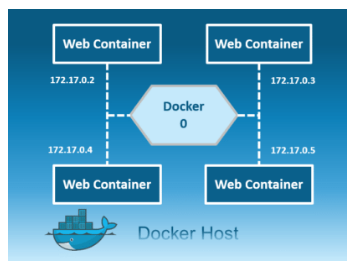 Web Container
Web Container
172.17.0.2
172.17.0.3
Docker
0
172.17.0.4
172.17.0.5
Web Container
Web Container
Docker Host